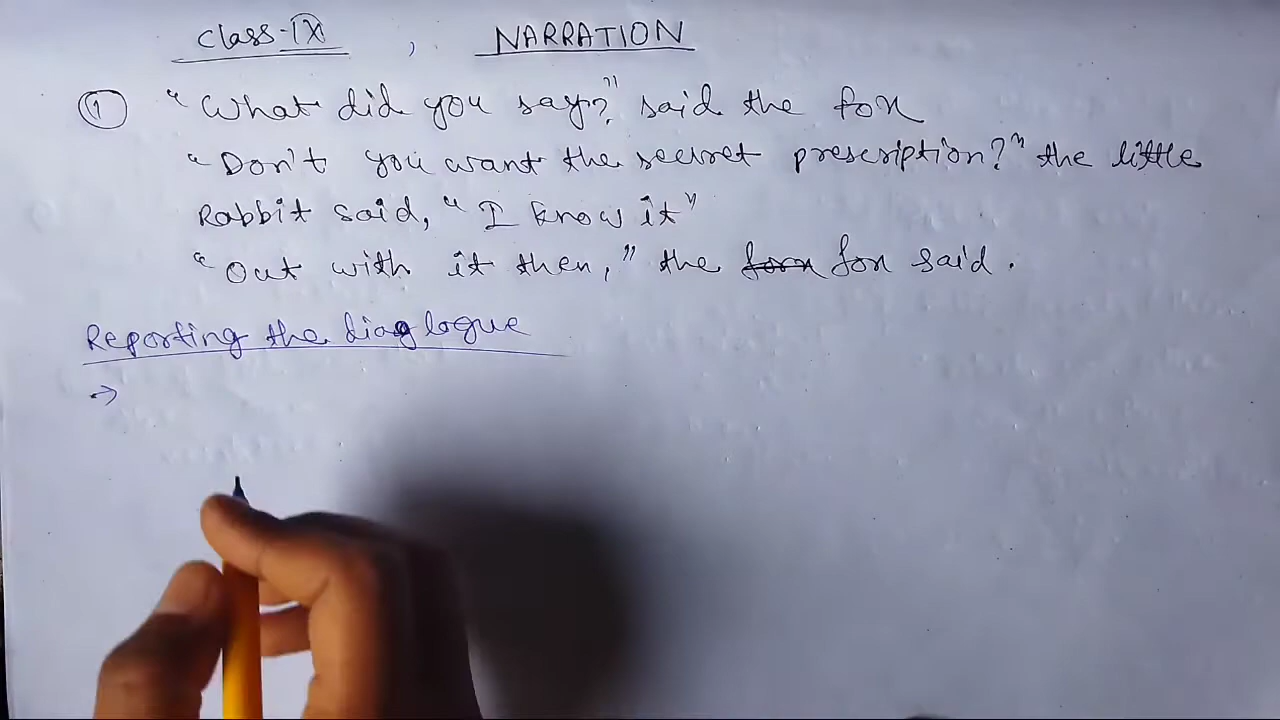 Class-IX , NARRATION
① "What did you say?" said the fox
"Don't you want the secret prescription?" the little
Rabbit said, "I know it"
"Out with it then," the fox said.
Reporting the dialogue
→